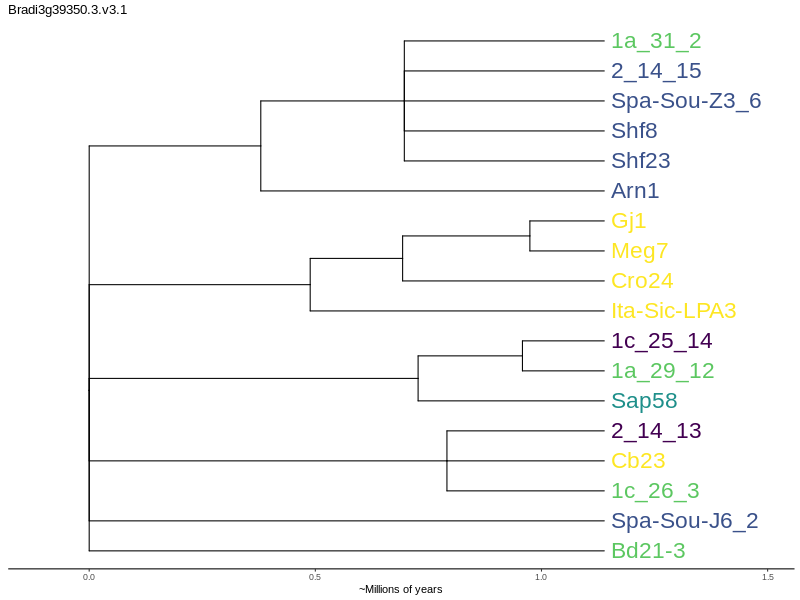 Bradi3g39350.3.v3.1
1a_31_2
2_14_15
Spa-Sou-Z3_6
Shf8
Shf23
Arn1
Gj1
Meg7
Cro24
Ita-Sic-LPA3
1c_25_14
1a_29_12
Sap58
2_14_13
Cb23
1c_26_3
Spa-Sou-J6_2
Bd21-3
0.0 0.5 1.0 1.5
~Millions of years